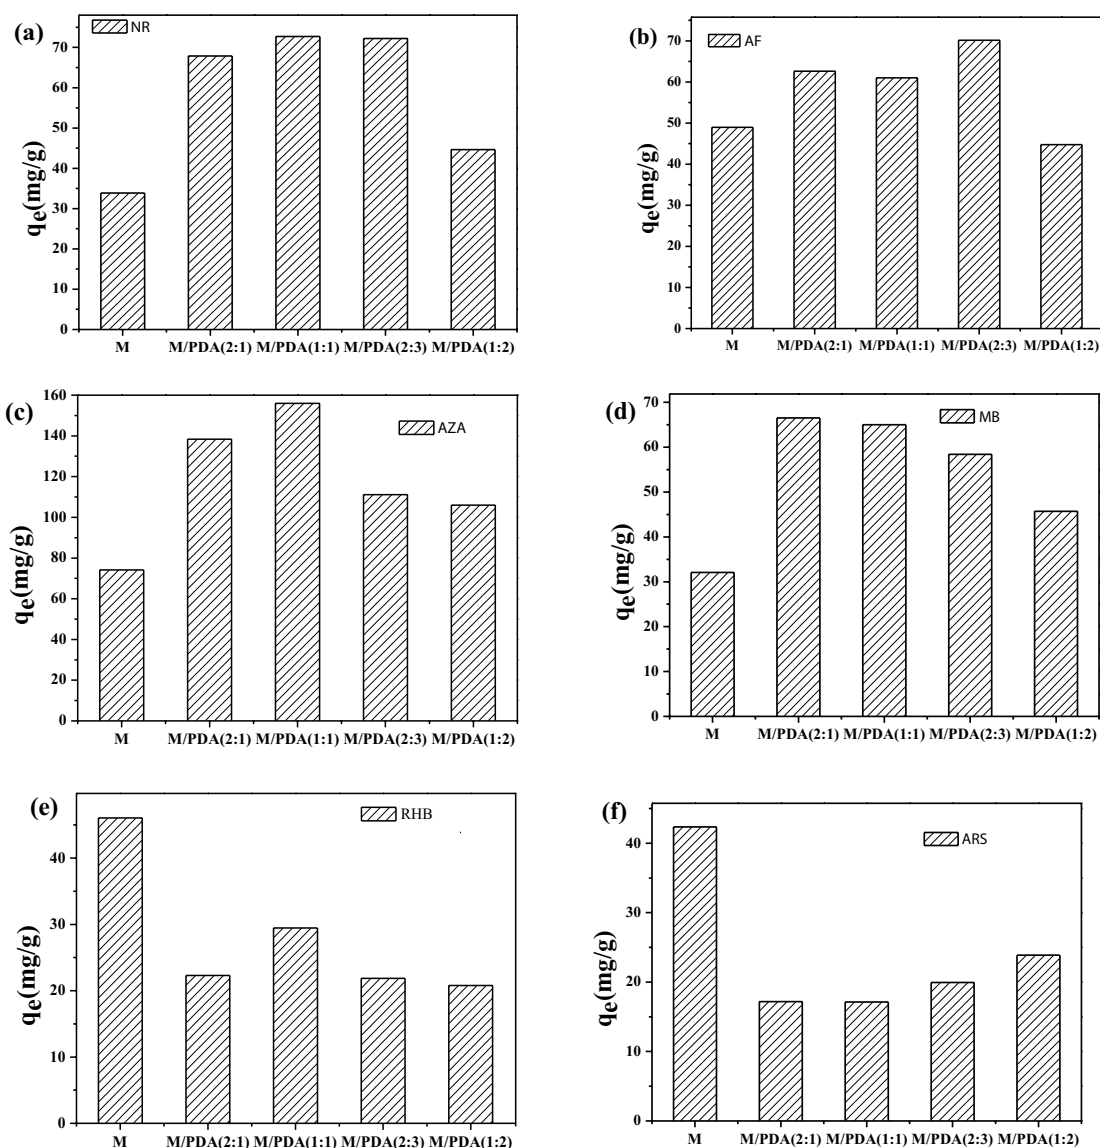 (a)
NR
70
60
50
40
30
20
10
0
qe(mg/g)
M M/PDA(2:1) M/PDA(1:1) M/PDA(2:3) M/PDA(1:2)
(b)
AF
70
60
50
40
30
20
10
0
qe(mg/g)
M M/PDA(2:1) M/PDA(1:1) M/PDA(2:3) M/PDA(1:2)
(c)
AZA
160
140
120
100
80
60
40
20
0
qe(mg/g)
M M/PDA(2:1) M/PDA(1:1) M/PDA(2:3) M/PDA(1:2)
(d)
MB
70
60
50
40
30
20
10
0
qe(mg/g)
M M/PDA(2:1) M/PDA(1:1) M/PDA(2:3) M/PDA(1:2)
(e)
RHB
40
30
20
10
0
qe(mg/g)
M M/PDA(2:1) M/PDA(1:1) M/PDA(2:3) M/PDA(1:2)
(f)
ARS
40
30
20
10
0
qe(mg/g)
M M/PDA(2:1) M/PDA(1:1) M/PDA(2:3) M/PDA(1:2)